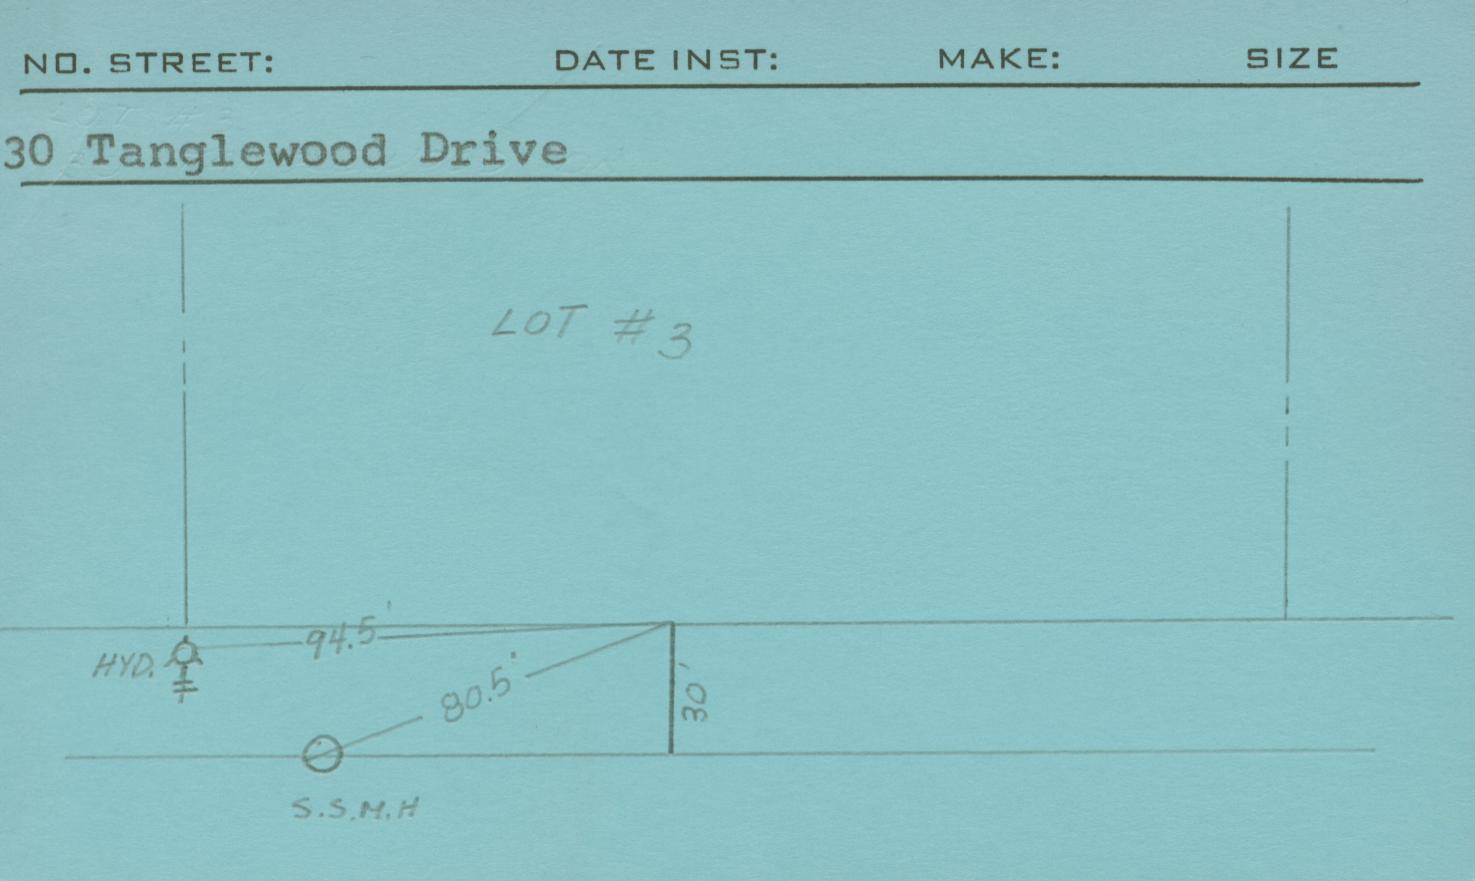 NO. STREET: DATE INST: MAKE: SIZE
30 Tanglewood Drive
LOT #3
94.5'
HYD.
80.5'
30'
S.S.M.H